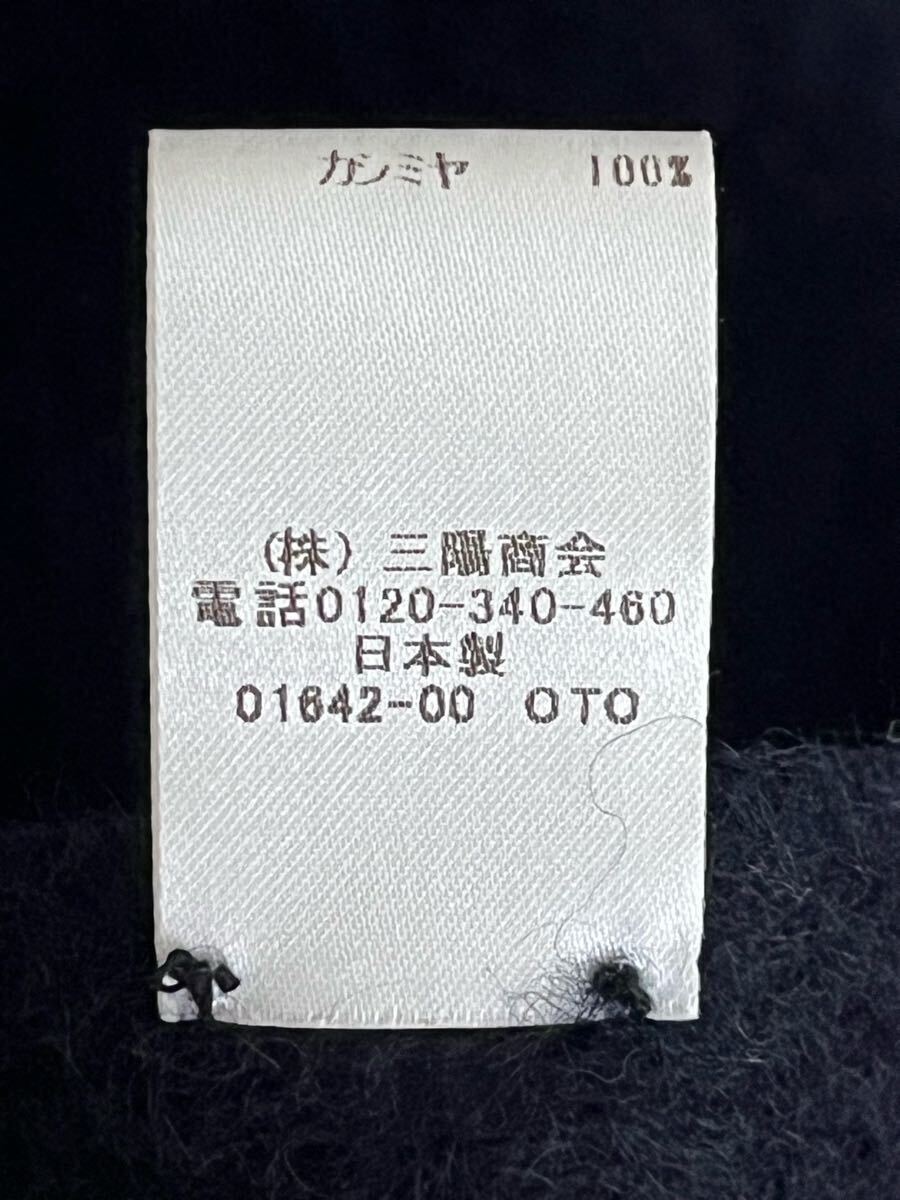 カシミヤ 100%
(株) 三陽商会
電話0120-340-460
日本製
01642-00 OTO